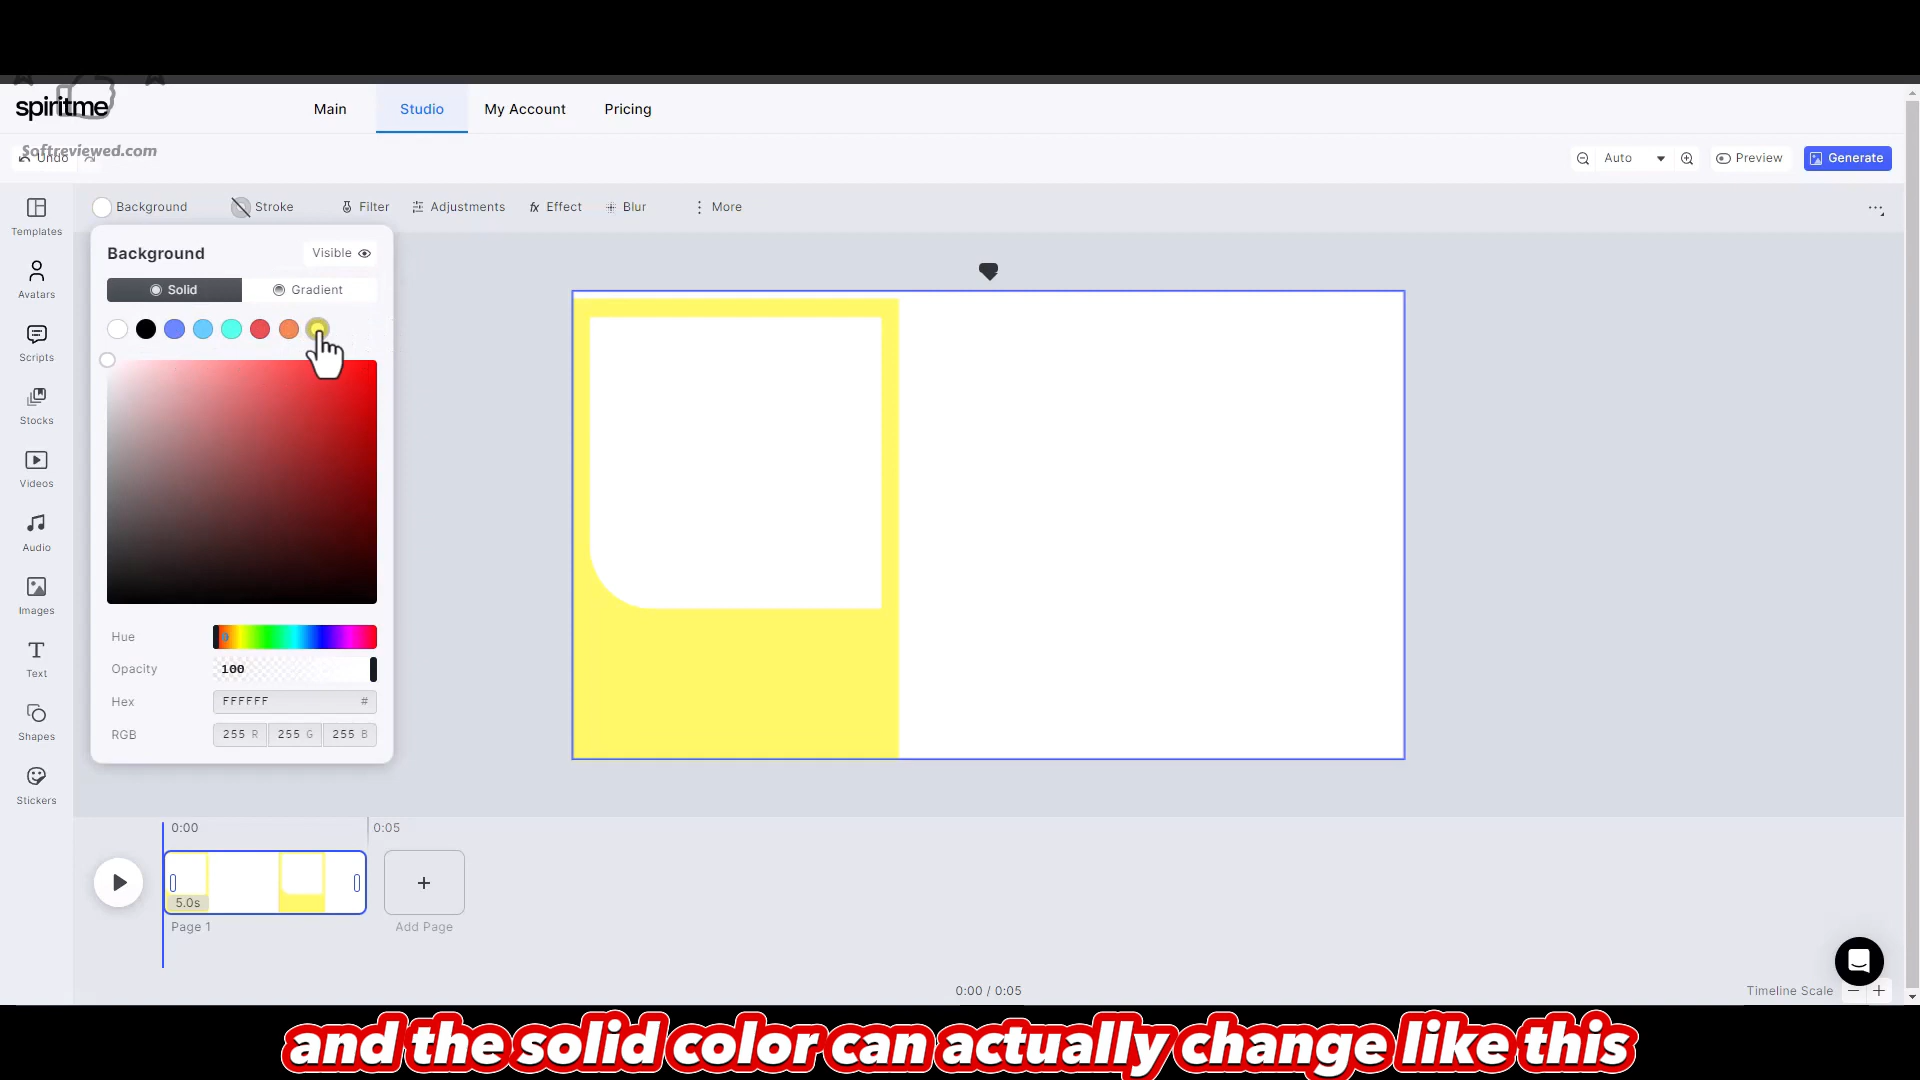 spiritme
Main
Studio
My Account
Pricing
Softreviewed.com
Undo
Auto
Preview
Generate
Templates
Avatars
Scripts
Stocks
Videos
Audio
Images
Text
Shapes
Stickers
Background
Stroke
Filter
Adjustments
fx Effect
Blur
More
Background
Visible
Solid
Gradient
Hue
0
Opacity
100
Hex
FFFFFF #
RGB
255 R 255 G 255 B
0:00
0:05
5.0s
Page 1
+
Add Page
0:00 / 0:05
Timeline Scale
and the solid color can actually change like this